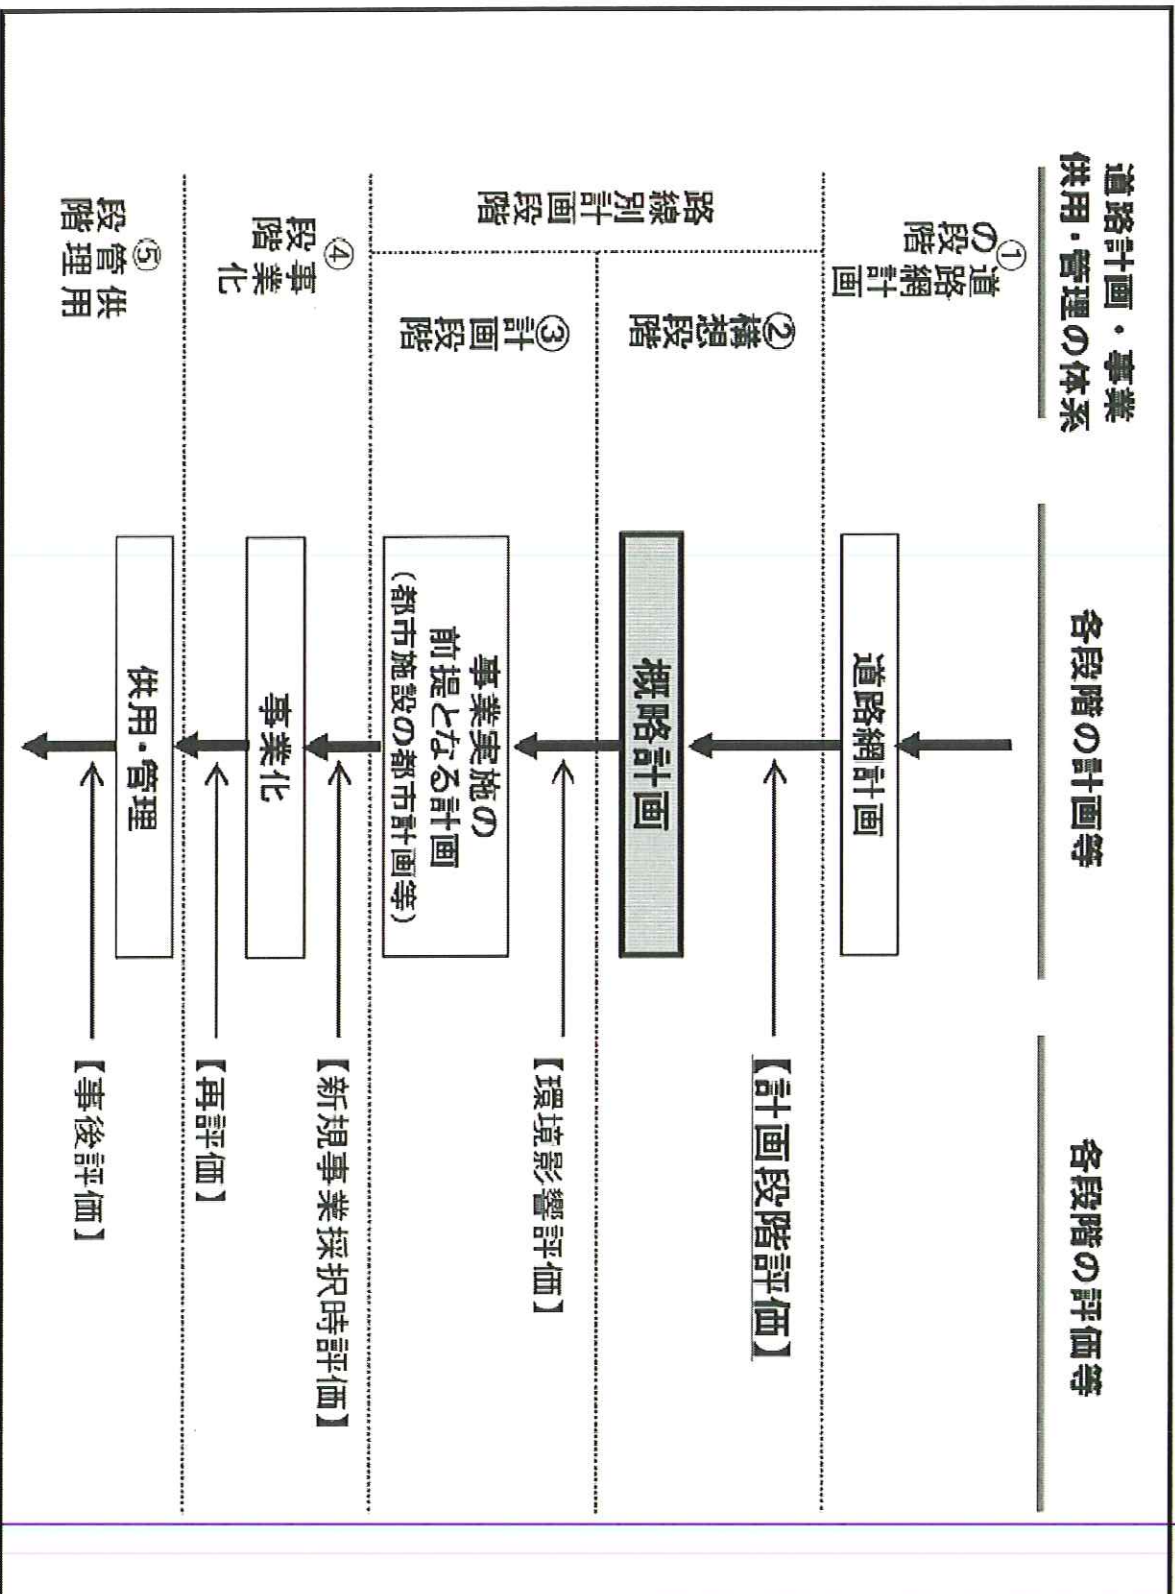 道路計画・事業
供用・管理の体系
各段階の計画等
各段階の評価等
①道路網計画
の段階
道路網計画
路線別計画段階
【計画段階評価】
②構想段階
概略計画
【環境影響評価】
③計画段階
事業実施の
前提となる計画
（都市施設の都市計画等）
【新規事業採択時評価】
④事業化
段階
事業化
【再評価】
⑤供用
管理
段階
供用・管理
【事後評価】